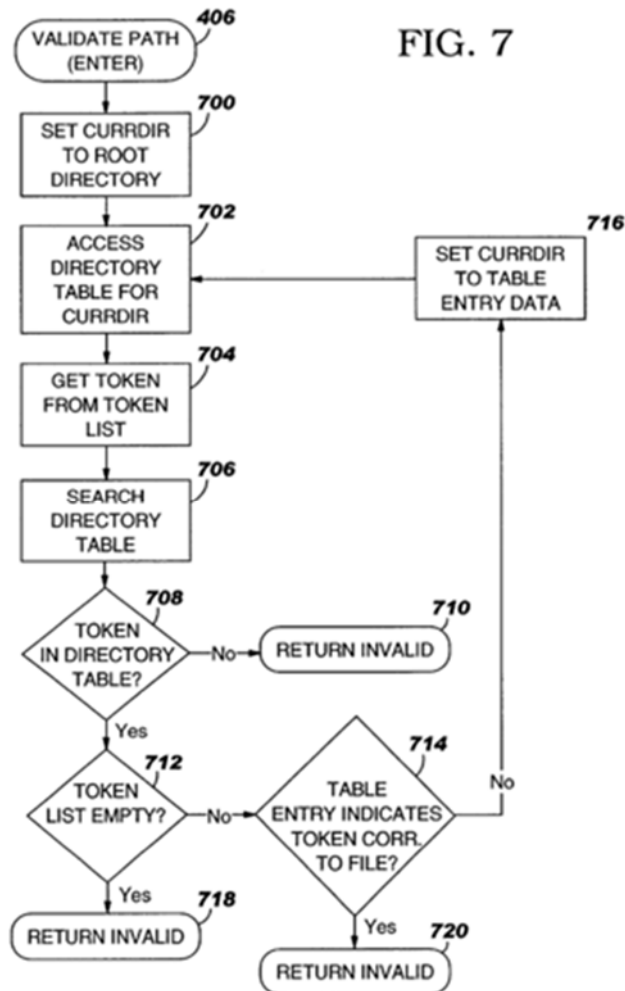 406
VALIDATE PATH
(ENTER)
FIG. 7
700
SET CURRDIR
TO ROOT
DIRECTORY
702
ACCESS
DIRECTORY
TABLE FOR
CURRDIR
716
SET CURRDIR
TO TABLE
ENTRY DATA
704
GET TOKEN
FROM TOKEN
LIST
706
SEARCH
DIRECTORY
TABLE
708
TOKEN
IN DIRECTORY
TABLE?
No
710
RETURN INVALID
Yes
712
TOKEN
LIST EMPTY?
No
714
TABLE
ENTRY INDICATES
TOKEN CORR.
TO FILE?
No
Yes
718
RETURN INVALID
Yes
720
RETURN INVALID